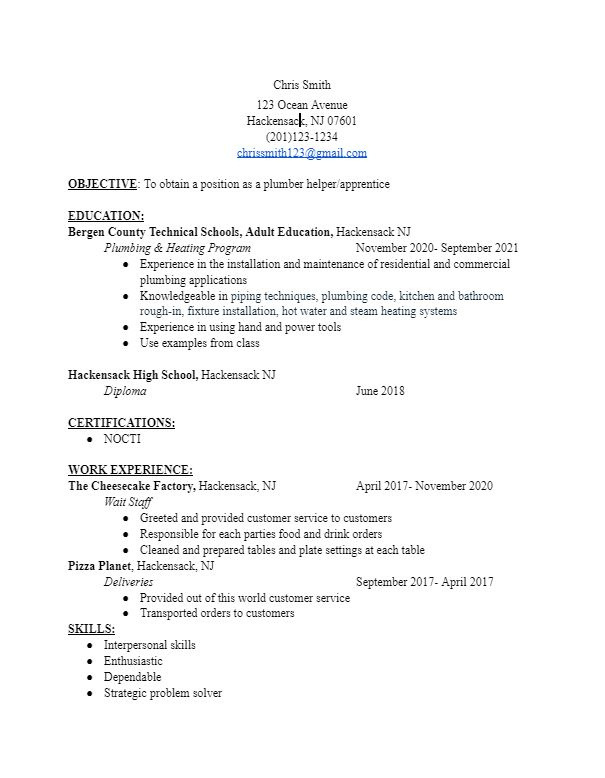 Chris Smith
123 Ocean Avenue
Hackensack, NJ 07601
(201)123-1234
chrissmith123@gmail.com
OBJECTIVE: To obtain a position as a plumber helper/apprentice
EDUCATION:
Bergen County Technical Schools, Adult Education, Hackensack NJ
Plumbing & Heating Program November 2020- September 2021
● Experience in the installation and maintenance of residential and commercial
plumbing applications
● Knowledgeable in piping techniques, plumbing code, kitchen and bathroom
rough-in, fixture installation, hot water and steam heating systems
● Experience in using hand and power tools
● Use examples from class
Hackensack High School, Hackensack NJ
Diploma June 2018
CERTIFICATIONS:
● NOCTI
WORK EXPERIENCE:
The Cheesecake Factory, Hackensack, NJ April 2017- November 2020
Wait Staff
● Greeted and provided customer service to customers
● Responsible for each parties food and drink orders
● Cleaned and prepared tables and plate settings at each table
Pizza Planet, Hackensack, NJ
Deliveries September 2017- April 2017
● Provided out of this world customer service
● Transported orders to customers
SKILLS:
● Interpersonal skills
● Enthusiastic
● Dependable
● Strategic problem solver